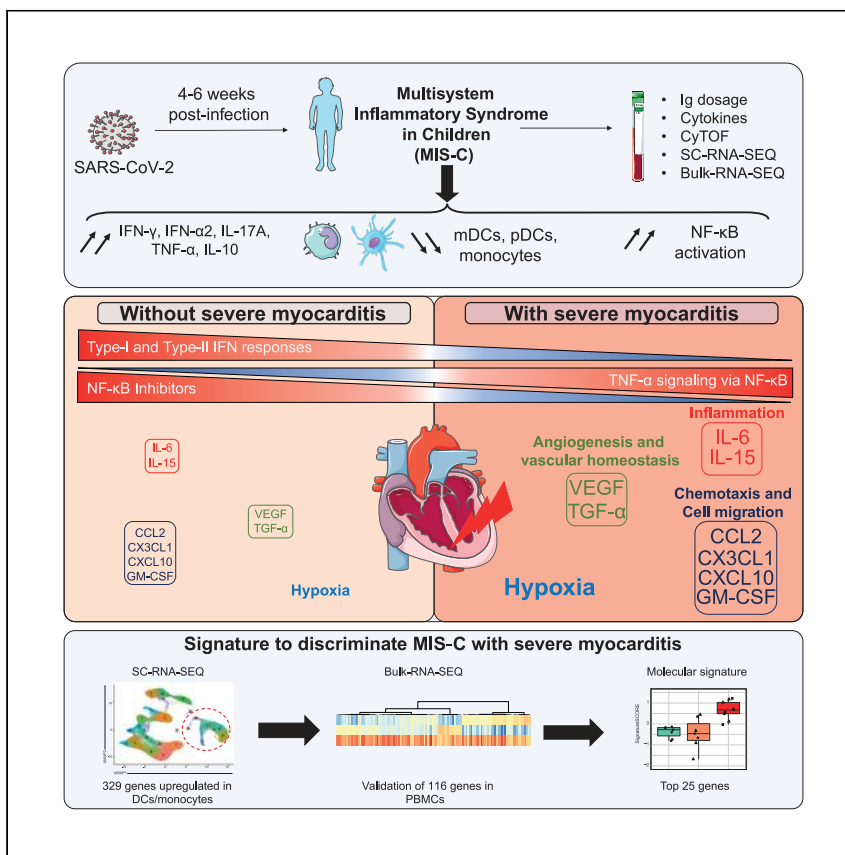 4-6 weeks
post-infection
SARS-CoV-2
Multisystem
Inflammatory Syndrome
in Children
(MIS-C)
• Ig dosage
• Cytokines
• CyTOF
• SC-RNA-SEQ
• Bulk-RNA-SEQ
IFN-γ, IFN-α2, IL-17A,
TNF-α, IL-10
mDCs, pDCs,
monocytes
NF-κB
activation
Without severe myocarditis
With severe myocarditis
Type-I and Type-II IFN responses
NF-κB Inhibitors
TNF-α signaling via NF-κB
IL-6
IL-15
VEGF
TGF-α
CCL2
CX3CL1
CXCL10
GM-CSF
Hypoxia
Inflammation
IL-6
IL-15
Angiogenesis and
vascular homeostasis
VEGF
TGF-α
Chemotaxis and
Cell migration
CCL2
CX3CL1
CXCL10
GM-CSF
Hypoxia
Signature to discriminate MIS-C with severe myocarditis
SC-RNA-SEQ
Bulk-RNA-SEQ
Molecular signature
SignatureSCORE
329 genes upregulated in
DCs/monocytes
Validation of 116 genes in
PBMCs
Top 25 genes